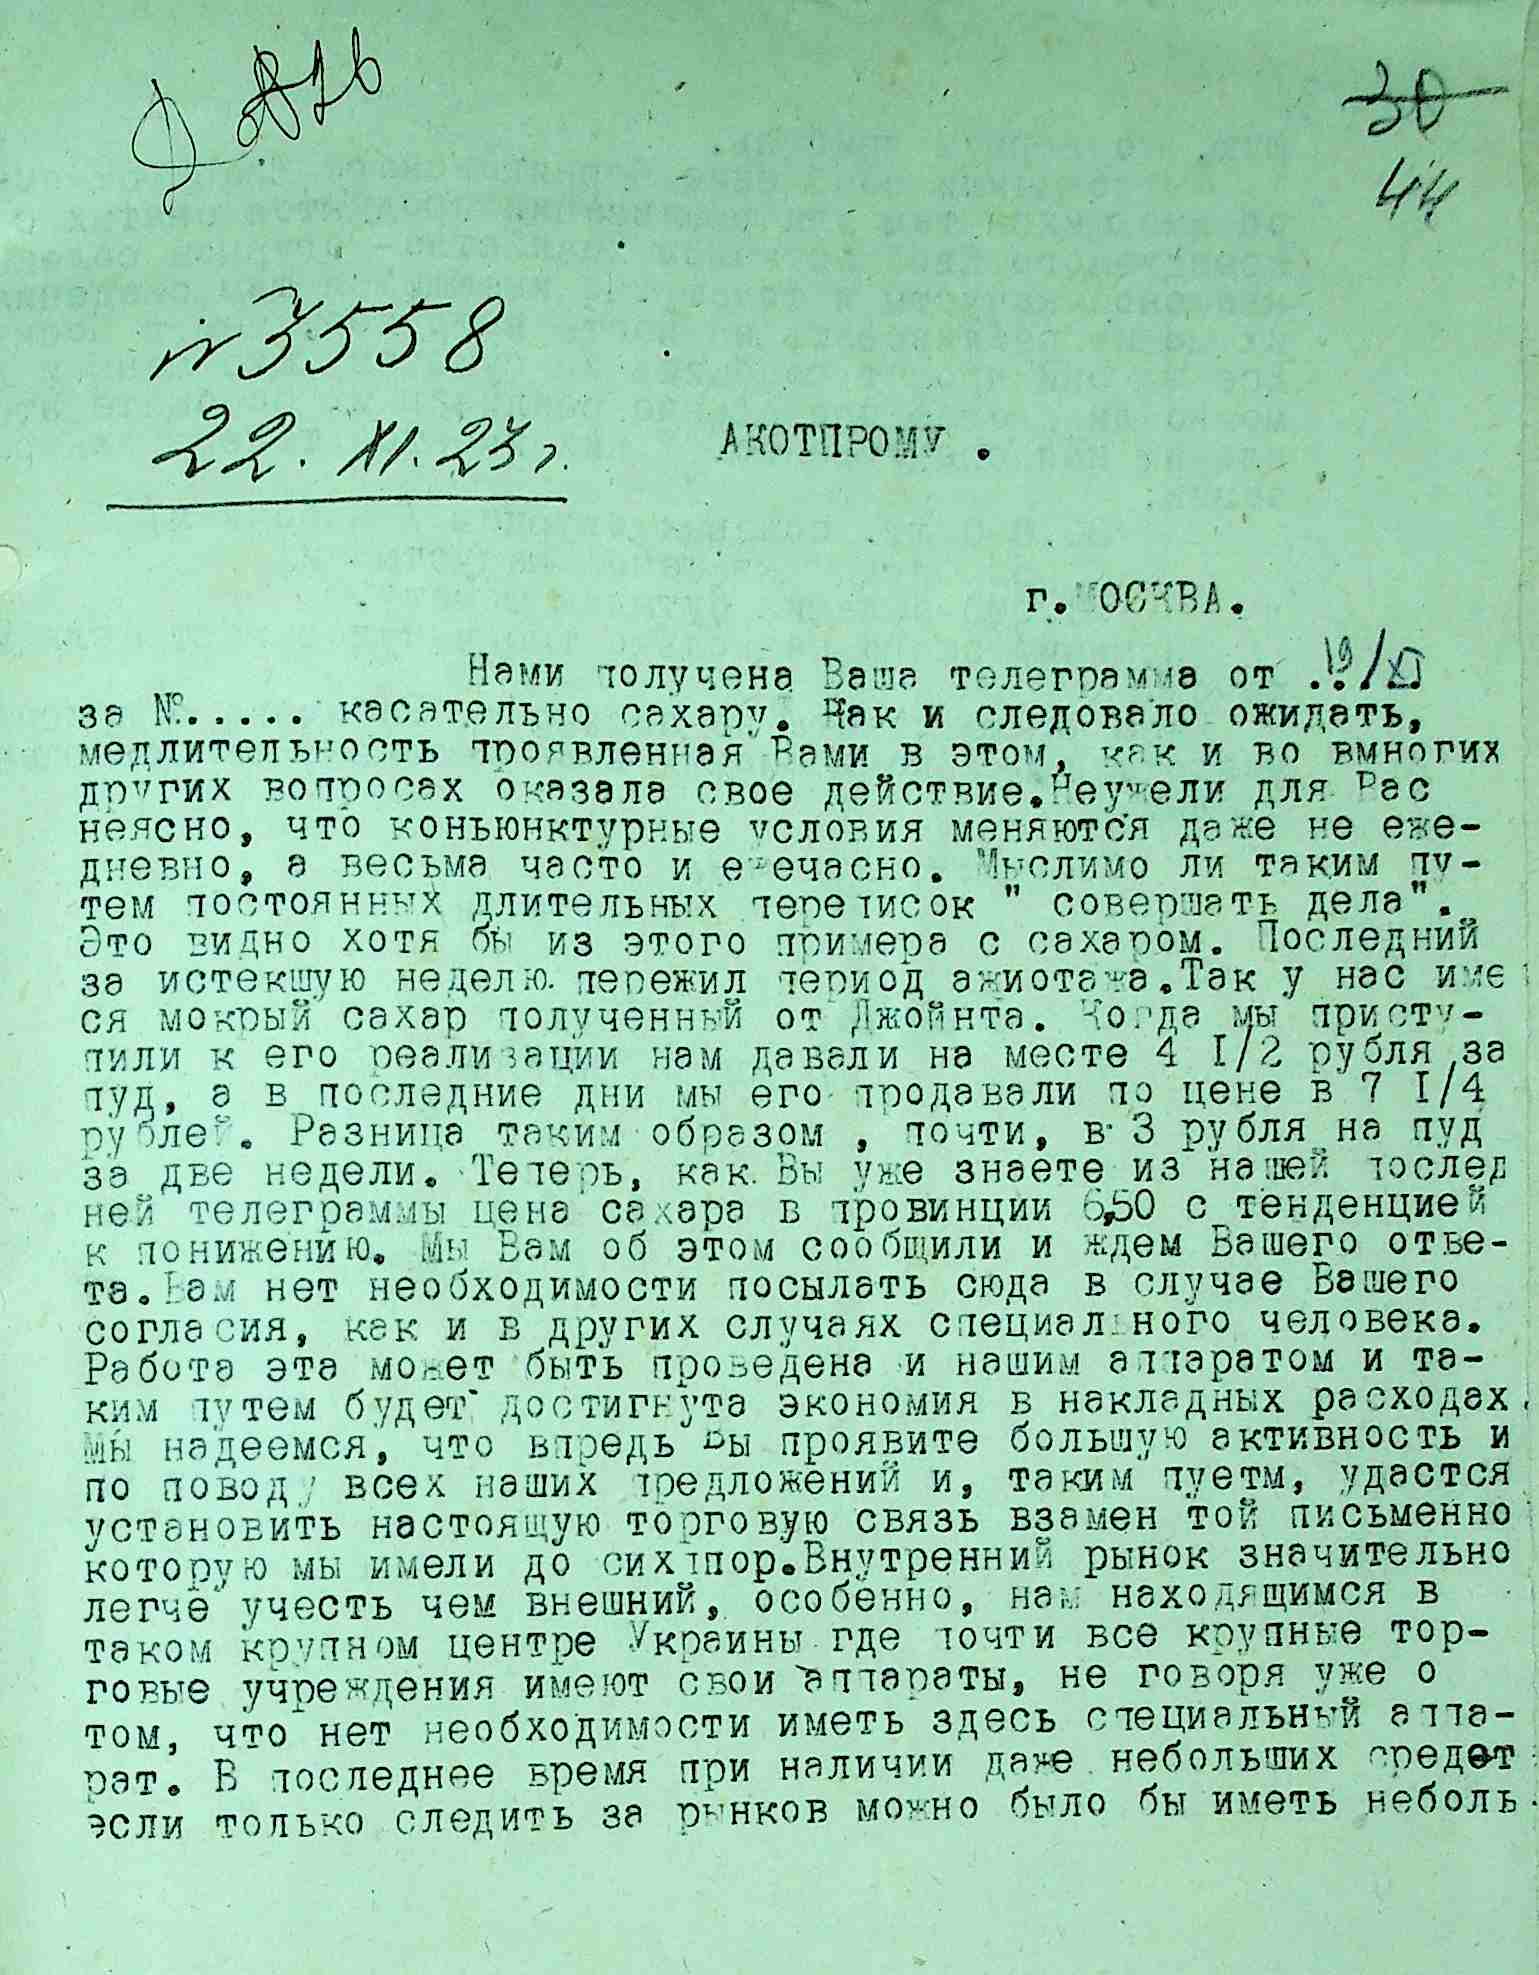 30
44
№ 3558
22. XI. 23 г.
АКОТПРОМУ .
г. МОСКВА.
Нами получена Ваша телеграмма от 19/XI
за №..... касательно сахару. Как и следовало ожидать,
медлительность проявленная Вами в этом, как и во вмногих
других вопросах оказала свое действие.Неужели для Вас
неясно, что коньюнктурные условия меняются даже не еже-
дневно, а весьма часто и ежечасно. Мыслимо ли таким пу-
тем постоянных длительных переписок " совершать дела".
Это видно хотя бы из этого примера с сахаром. Последний
за истекшую неделю пережил период ажиотажа.Так у нас име
ся мокрый сахар полученный от Джойнта. Когда мы присту-
пили к его реализации нам давали на месте 4 I/2 рубля за
пуд, а в последние дни мы его продавали по цене в 7 I/4
рублей. Разница таким образом , почти, в 3 рубля на пуд
за две недели. Теперь, как Вы уже знаете из нашей послед
ней телеграммы цена сахара в провинции 6,50 с тенденцией
к понижению. Мы Вам об этом сообщили и ждем Вашего отве-
та.Вам нет необходимости посылать сюда в случае Вашего
согласия, как и в других случаях специального человека.
Работа эта может быть проведена и нашим аппаратом и та-
ким путем будет достигнута экономия в накладных расходах.
Мы надеемся, что впредь Вы проявите большую активность и
по поводу всех наших предложений и, таким пуетм, удастся
установить настоящую торговую связь взамен той письменно
которую мы имели до сих пор.Внутренний рынок значительно
легче учесть чем внешний, особенно, нам находящимся в
таком крупном центре Украины где почти все крупные тор-
говые учреждения имеют свои аппараты, не говоря уже о
том, что нет необходимости иметь здесь специальный аппа-
рат. В последнее время при наличии даже небольших средст
если только следить за рынков можно было бы иметь неболь